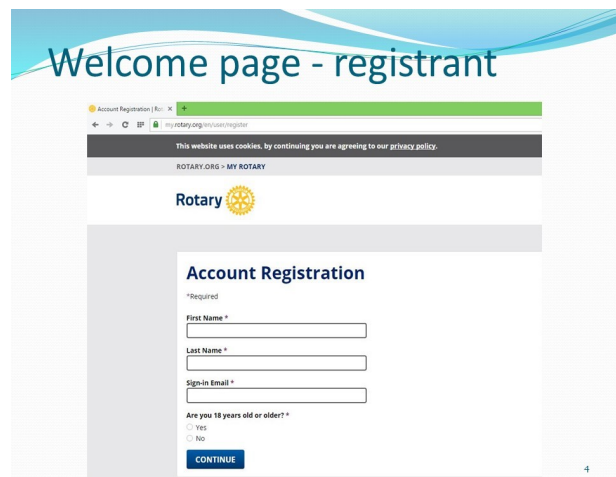 Welcome page - registrant
Account Registration | Ro
my.rotary.org/en/user/register
This website uses cookies, by continuing you are agreeing to our privacy policy.
ROTARY.ORG > MY ROTARY
Rotary
Account Registration
*Required
First Name *
Last Name *
Sign-in Email *
Are you 18 years old or older? *
Yes
No
CONTINUE
4